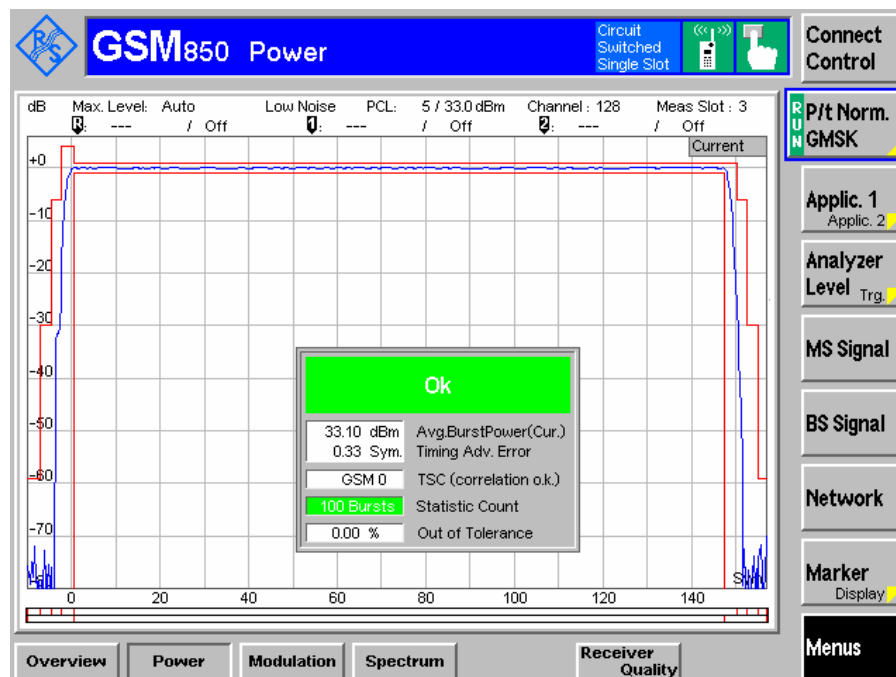 R&S
GSM850 Power
Circuit
Switched
Single Slot
Connect
Control
dB Max. Level: Auto Low Noise PCL: 5 / 33.0 dBm Channel : 128 Meas Slot : 3
R: --- / Off 1: --- / Off 2: --- / Off
Current
RUN
P/t Norm.
GMSK
Applic. 1
Applic. 2
Analyzer
Level Trg.
MS Signal
BS Signal
Network
Marker
Display
Menus
+0
-10
-20
-30
-40
-50
-60
-70
Ok
33.10 dBm Avg.BurstPower(Cur.)
0.33 Sym. Timing Adv. Error
GSM 0 TSC (correlation o.k.)
100 Bursts Statistic Count
0.00 % Out of Tolerance
0 20 40 60 80 100 120 140
Overview Power Modulation Spectrum Receiver
Quality